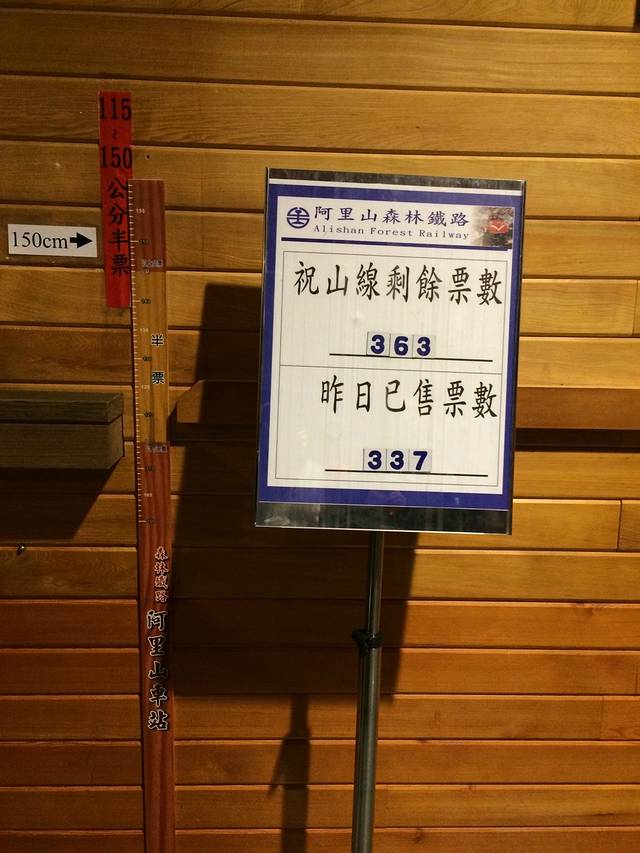 115
~
150
公分半票
150cm
半票
森林鐵路
阿里山車站
阿里山森林鐵路
Alishan Forest Railway
祝山線剩餘票數
363
昨日已售票數
337